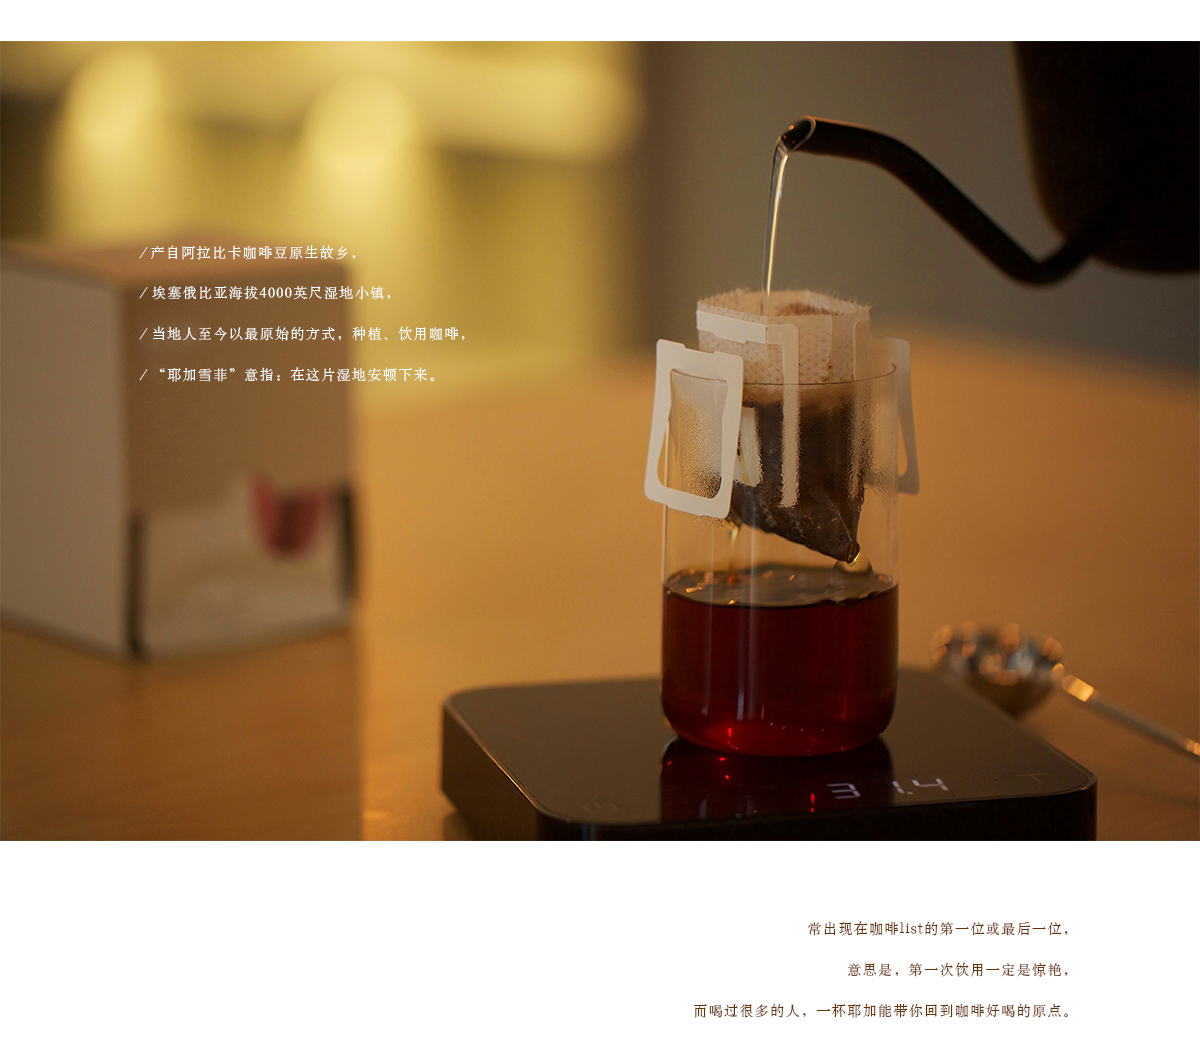 / 产自阿拉比卡咖啡豆原生故乡，
/ 埃塞俄比亚海拔4000英尺湿地小镇，
/ 当地人至今以最原始的方式，种植、饮用咖啡，
/ “耶加雪菲”意指：在这片湿地安顿下来。
31.4
T
常出现在咖啡list的第一位或最后一位，
意思是，第一次饮用一定是惊艳，
而喝过很多的人，一杯耶加能带你回到咖啡好喝的原点。